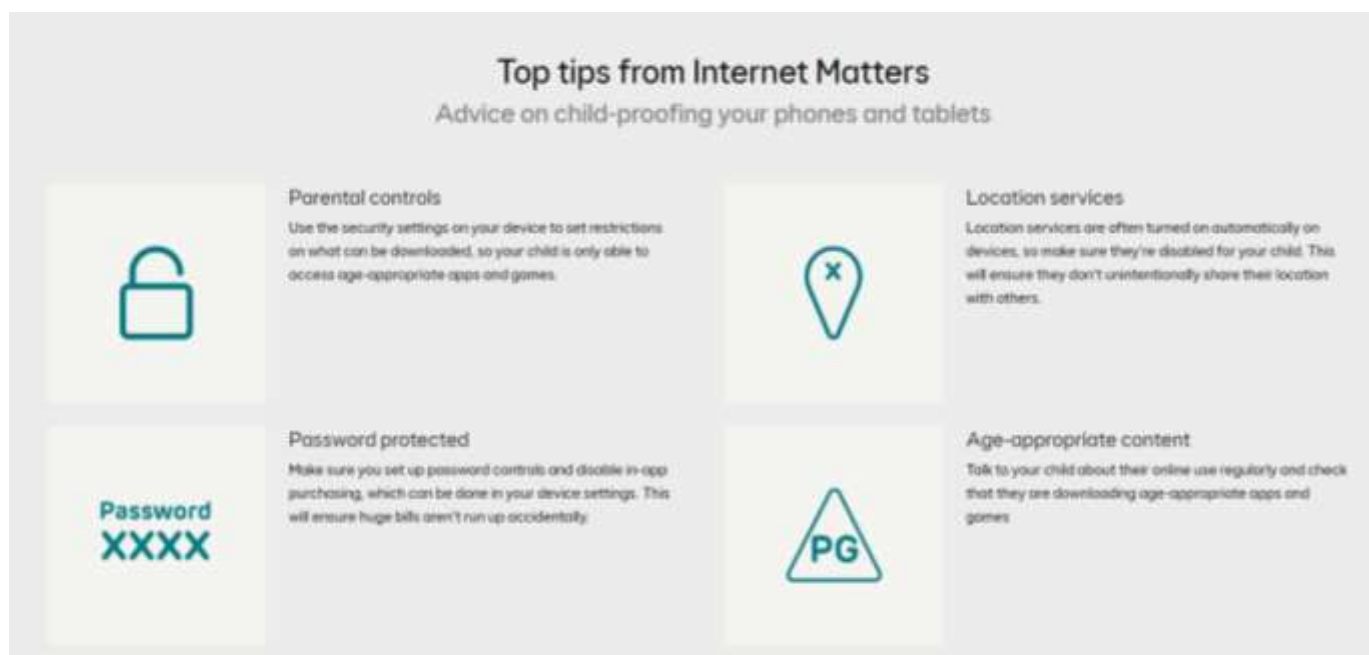 Top tips from Internet Matters
Advice on child-proofing your phones and tablets
Parental controls
Use the security settings on your device to set restrictions
on what can be downloaded, so your child is only able to
access age-appropriate apps and games.
Location services
Location services are often turned on automatically on
devices, so make sure they're disabled for your child. This
will ensure they don't unintentionally share their location
with others.
Password
XXXX
Password protected
Make sure you set up password controls and disable in-app
purchasing, which can be done in your device settings. This
will ensure huge bills aren't run up accidentally.
PG
Age-appropriate content
Talk to your child about their online use regularly and check
that they are downloading age-appropriate apps and
games